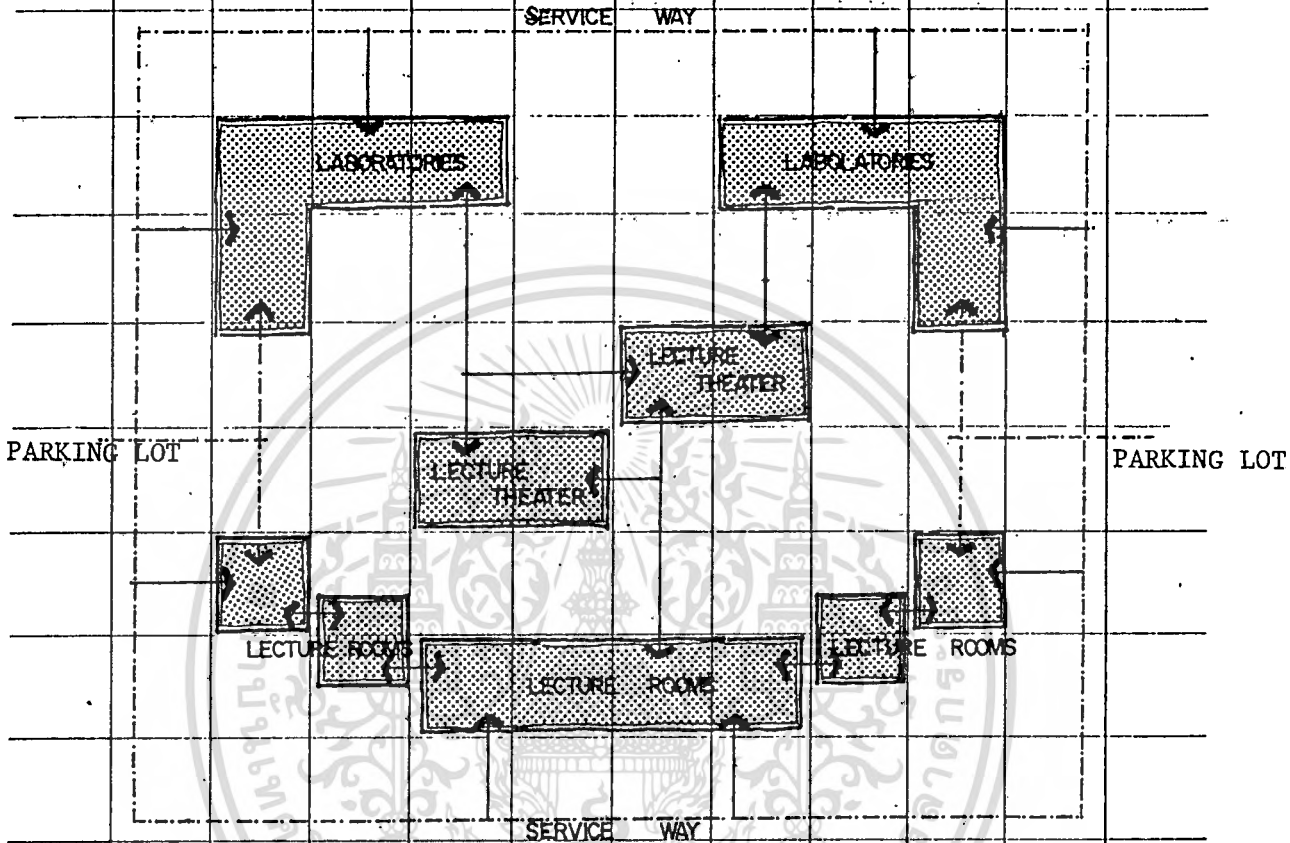 SERVICE WAY
LABORATORIES
LABOLATORIES
LECTURE
THEATER
PARKING LOT
LECTURE
THEATER
PARKING LOT
LECTURE ROOMS
LECTURE ROOMS
LECTURE ROOMS
SERVICE WAY